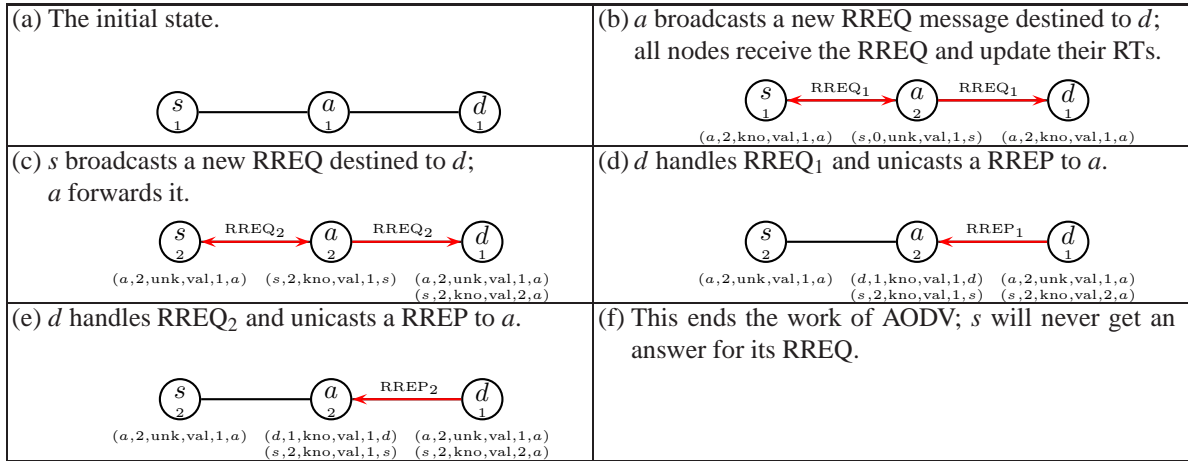 (a) The initial state.
s a d
1 1 1
(b) a broadcasts a new RREQ message destined to d;
all nodes receive the RREQ and update their RTs.
s RREQ₁ a RREQ₁ d
1 2 1
(a,2,kno,val,1,a) (s,0,unk,val,1,s) (a,2,kno,val,1,a)
(c) s broadcasts a new RREQ destined to d;
a forwards it.
s RREQ₂ a RREQ₂ d
2 2 1
(a,2,unk,val,1,a) (s,2,kno,val,1,s) (a,2,unk,val,1,a)
(s,2,kno,val,2,a)
(d) d handles RREQ₁ and unicasts a RREP to a.
s a RREP₁ d
2 2 1
(a,2,unk,val,1,a) (d,1,kno,val,1,d) (a,2,unk,val,1,a)
(s,2,kno,val,1,s) (s,2,kno,val,2,a)
(e) d handles RREQ₂ and unicasts a RREP to a.
s a RREP₂ d
2 2 1
(a,2,unk,val,1,a) (d,1,kno,val,1,d) (a,2,unk,val,1,a)
(s,2,kno,val,1,s) (s,2,kno,val,2,a)
(f) This ends the work of AODV; s will never get an
answer for its RREQ.